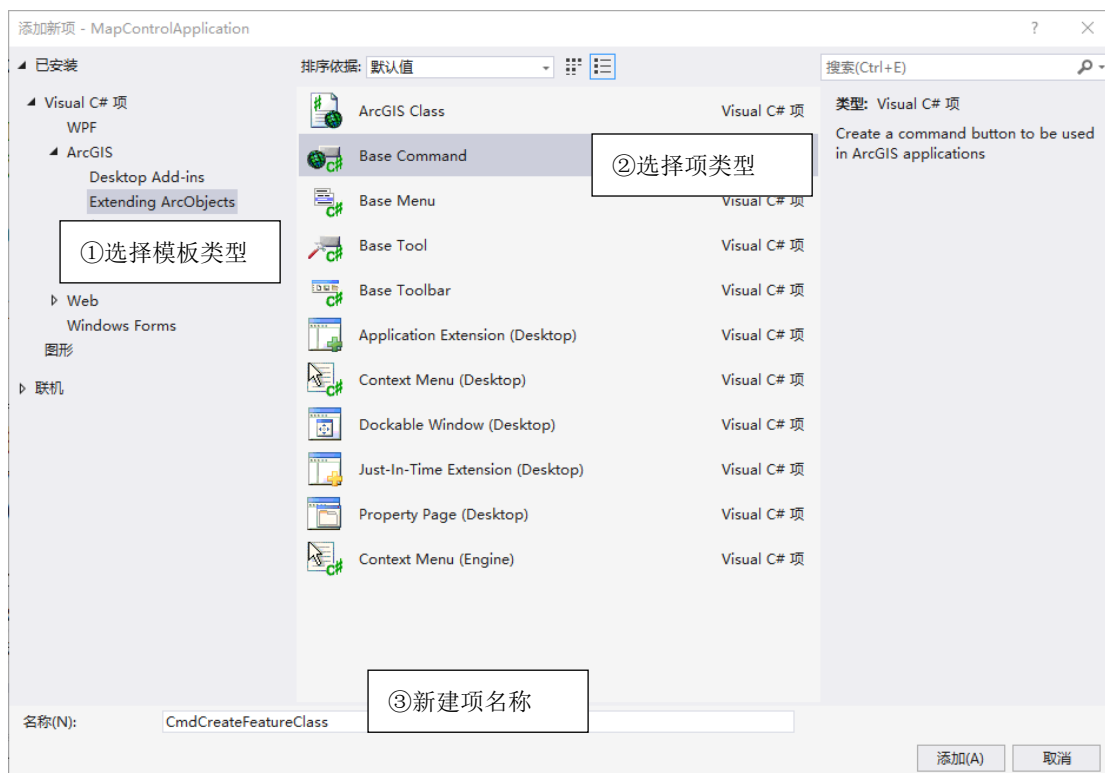 添加新项 - MapControlApplication
?
已安装
排序依据: 默认值
搜索(Ctrl+E)
Visual C# 项
WPF
ArcGIS
Desktop Add-ins
Extending ArcObjects
①选择模板类型
Web
Windows Forms
图形
联机
ArcGIS Class Visual C# 项
Base Command
②选择项类型
Base Menu Visual C# 项
Base Tool Visual C# 项
Base Toolbar Visual C# 项
Application Extension (Desktop) Visual C# 项
Context Menu (Desktop) Visual C# 项
Dockable Window (Desktop) Visual C# 项
Just-In-Time Extension (Desktop) Visual C# 项
Property Page (Desktop) Visual C# 项
Context Menu (Engine) Visual C# 项
类型: Visual C# 项
Create a command button to be used
in ArcGIS applications
③新建项名称
名称(N): CmdCreateFeatureClass
添加(A) 取消